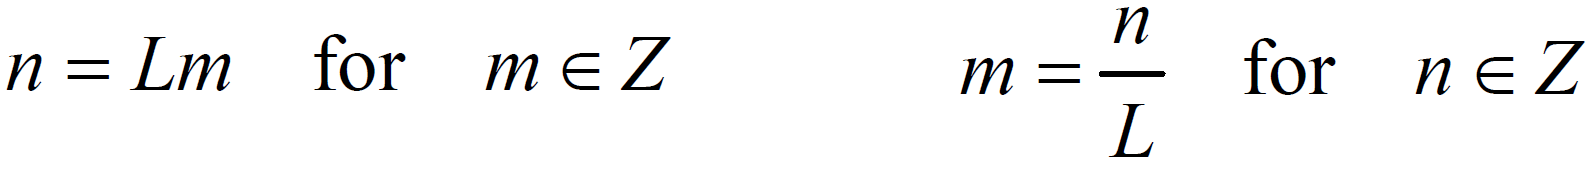 n = Lm for m ∈ Z m = n/L for n ∈ Z